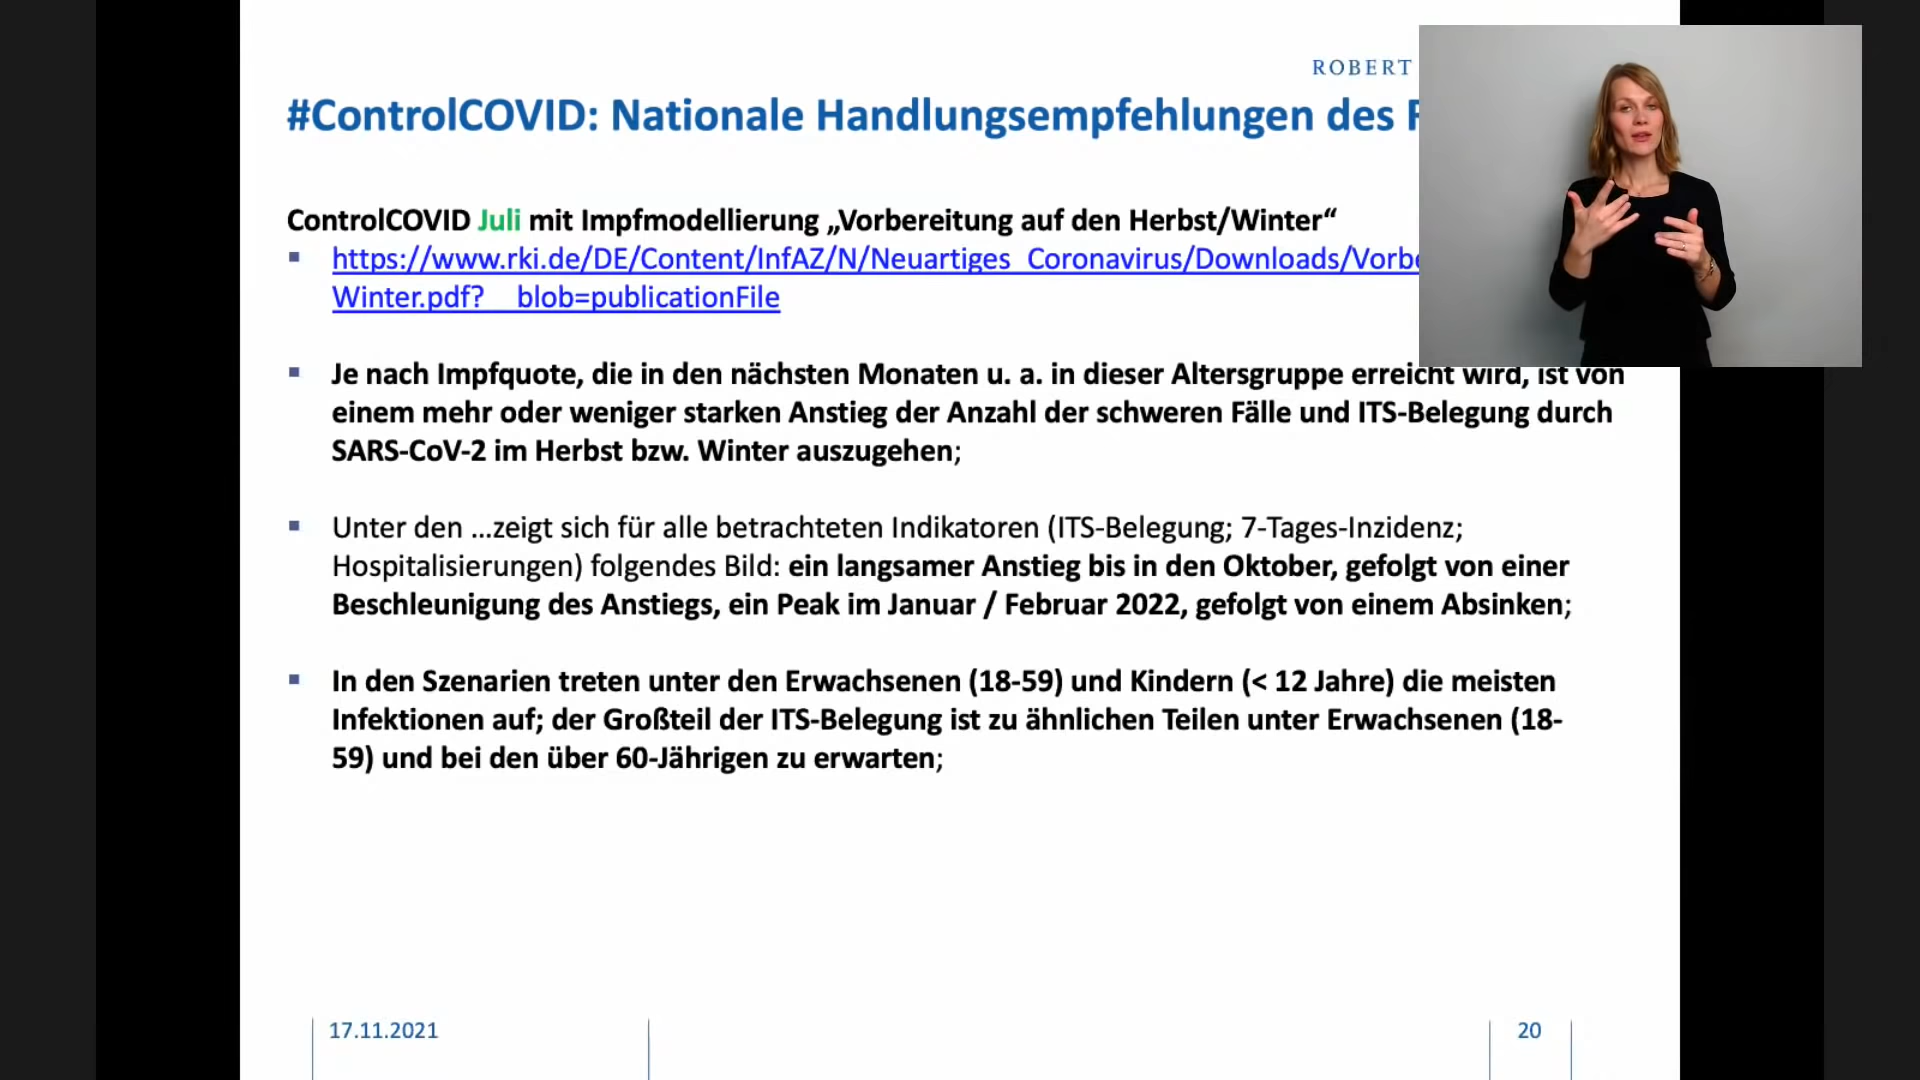 ROBERT
#ControlCOVID: Nationale Handlungsempfehlungen des
ControlCOVID Juli mit Impfmodellierung „Vorbereitung auf den Herbst/Winter“
https://www.rki.de/DE/Content/InfAZ/N/Neuartiges_Coronavirus/Downloads/Vorbe
Winter.pdf?__blob=publicationFile
Je nach Impfquote, die in den nächsten Monaten u. a. in dieser Altersgruppe erreicht wird, ist von
einem mehr oder weniger starken Anstieg der Anzahl der schweren Fälle und ITS-Belegung durch
SARS-CoV-2 im Herbst bzw. Winter auszugehen;
Unter den …zeigt sich für alle betrachteten Indikatoren (ITS-Belegung; 7-Tages-Inzidenz;
Hospitalisierungen) folgendes Bild: ein langsamer Anstieg bis in den Oktober, gefolgt von einer
Beschleunigung des Anstiegs, ein Peak im Januar / Februar 2022, gefolgt von einem Absinken;
In den Szenarien treten unter den Erwachsenen (18-59) und Kindern (< 12 Jahre) die meisten
Infektionen auf; der Großteil der ITS-Belegung ist zu ähnlichen Teilen unter Erwachsenen (18-
59) und bei den über 60-Jährigen zu erwarten;
17.11.2021
20